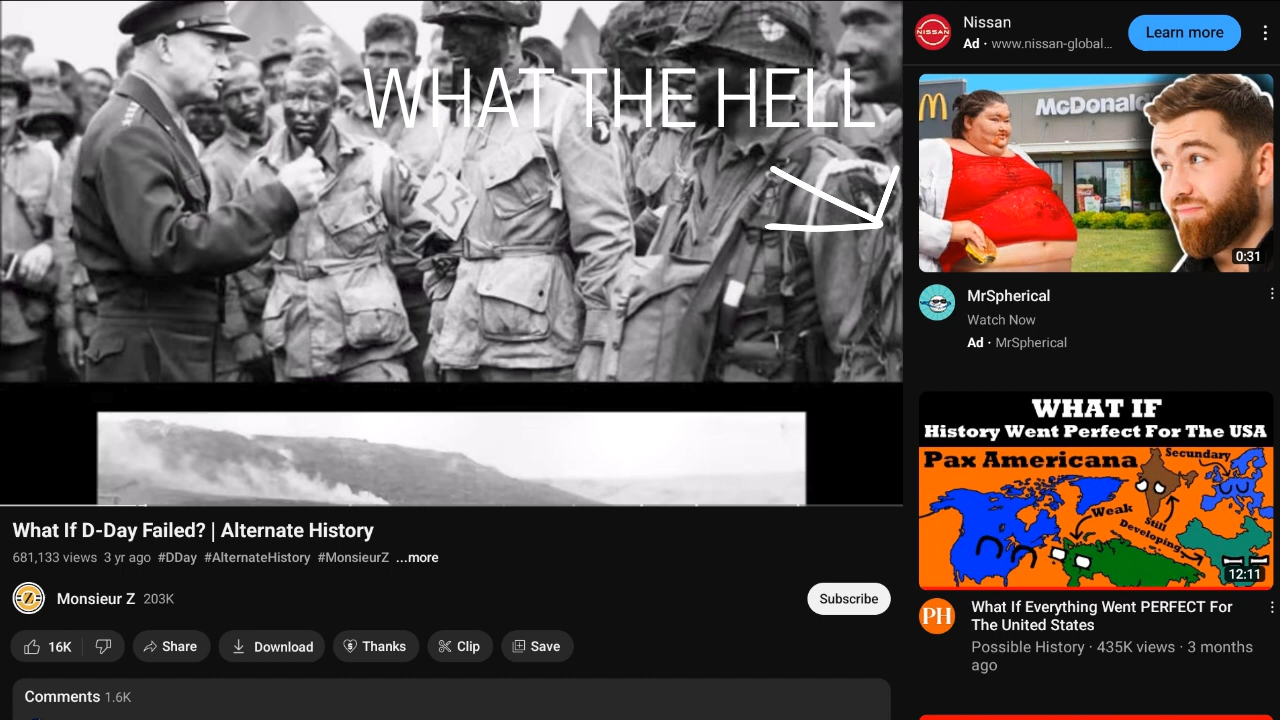 WHAT THE HELL
23
What If D-Day Failed? | Alternate History
681,133 views 3 yr ago #DDay #AlternateHistory #MonsieurZ ...more
Z
Monsieur Z 203K
Subscribe
16K
Share
Download
Thanks
Clip
Save
Comments 1.6K
NISSAN
Nissan
Ad · www.nissan-global...
Learn more
McDonald
0:31
MrSpherical
Watch Now
Ad · MrSpherical
WHAT IF
History Went Perfect For The USA
Pax Americana
Secundary
Weak
Still
Developing
12:11
PH
What If Everything Went PERFECT For
The United States
Possible History · 435K views · 3 months
ago